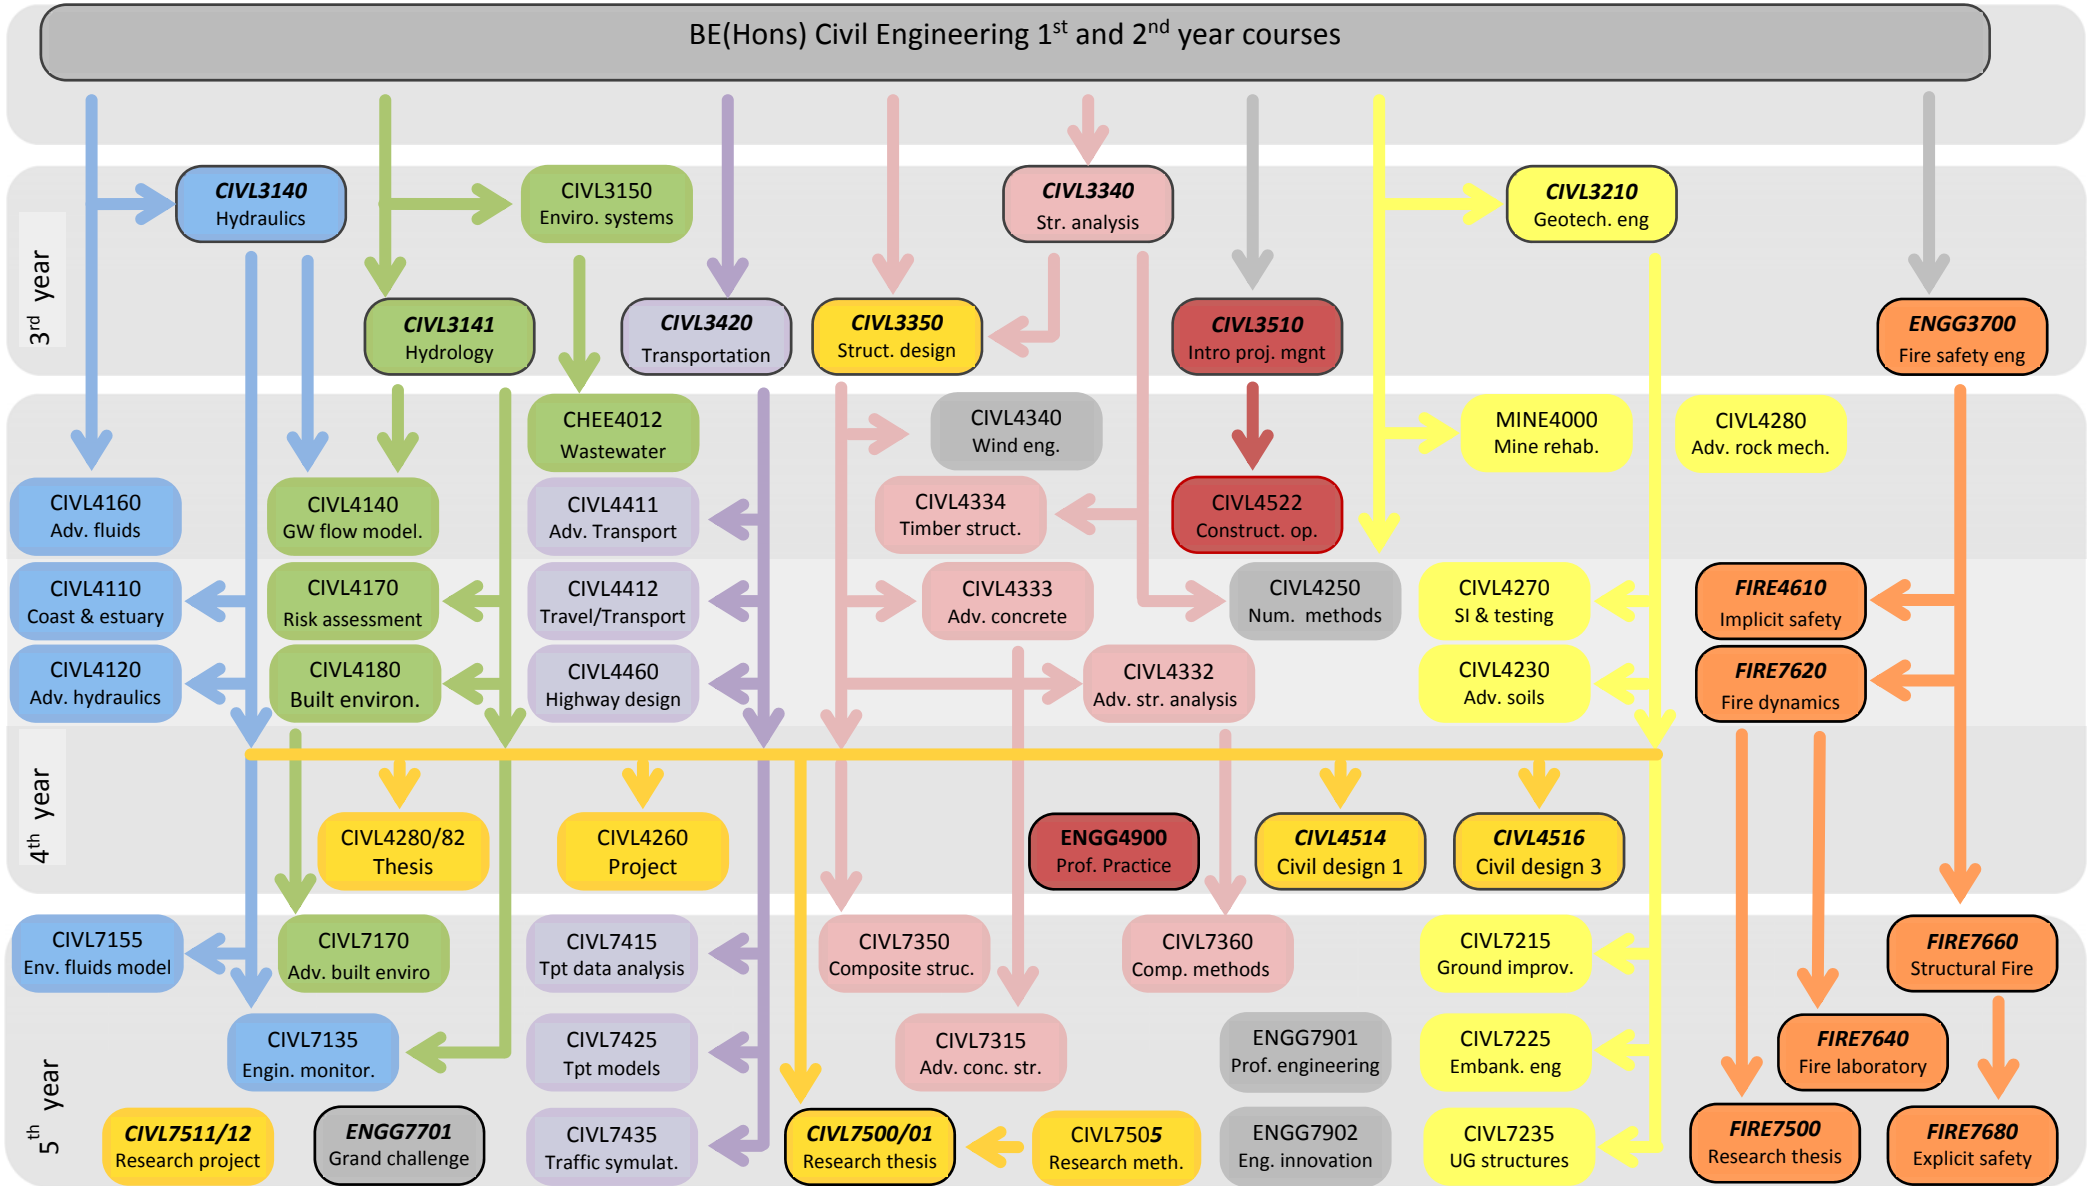 BE(Hons) Civil Engineering 1st and 2nd year courses
3rd year
CIVL3140
Hydraulics
CIVL3150
Enviro. systems
CIVL3340
Str. analysis
CIVL3210
Geotech. eng
CIVL3141
Hydrology
CIVL3420
Transportation
CIVL3350
Struct. design
CIVL3510
Intro proj. mgnt
ENGG3700
Fire safety eng
4th year
CHEE4012
Wastewater
CIVL4340
Wind eng.
MINE4000
Mine rehab.
CIVL4280
Adv. rock mech.
CIVL4160
Adv. fluids
CIVL4140
GW flow model.
CIVL4411
Adv. Transport
CIVL4334
Timber struct.
CIVL4522
Construct. op.
CIVL4110
Coast & estuary
CIVL4170
Risk assessment
CIVL4412
Travel/Transport
CIVL4333
Adv. concrete
CIVL4250
Num. methods
CIVL4270
SI & testing
FIRE4610
Implicit safety
CIVL4120
Adv. hydraulics
CIVL4180
Built environ.
CIVL4460
Highway design
CIVL4332
Adv. str. analysis
CIVL4230
Adv. soils
FIRE7620
Fire dynamics
CIVL4280/82
Thesis
CIVL4260
Project
ENGG4900
Prof. Practice
CIVL4514
Civil design 1
CIVL4516
Civil design 3
5th year
CIVL7155
Env. fluids model
CIVL7170
Adv. built enviro
CIVL7415
Tpt data analysis
CIVL7350
Composite struc.
CIVL7360
Comp. methods
CIVL7215
Ground improv.
FIRE7660
Structural Fire
CIVL7135
Engin. monitor.
CIVL7425
Tpt models
CIVL7315
Adv. conc. str.
ENGG7901
Prof. engineering
CIVL7225
Embank. eng
FIRE7640
Fire laboratory
CIVL7511/12
Research project
ENGG7701
Grand challenge
CIVL7435
Traffic symulat.
CIVL7500/01
Research thesis
CIVL7505
Research meth.
ENGG7902
Eng. innovation
CIVL7235
UG structures
FIRE7500
Research thesis
FIRE7680
Explicit safety